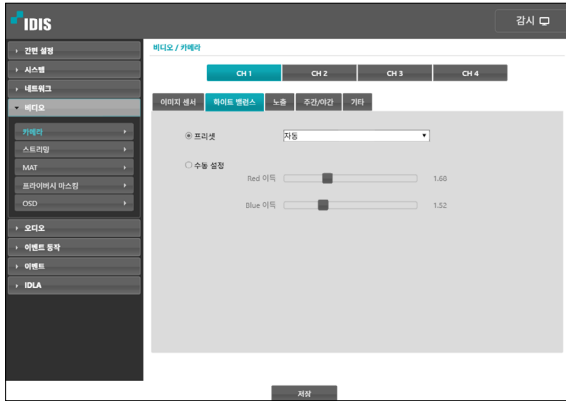 IDIS
감시
간편 설정
시스템
네트워크
비디오
카메라
스트리밍
MAT
프라이버시 마스킹
OSD
오디오
이벤트 동작
이벤트
IDLA
비디오 / 카메라
CH 1 CH 2 CH 3 CH 4
이미지 센서 화이트 밸런스 노출 주간/야간 기타
프리셋 자동
수동 설정
Red 이득 1.60
Blue 이득 1.52
저장